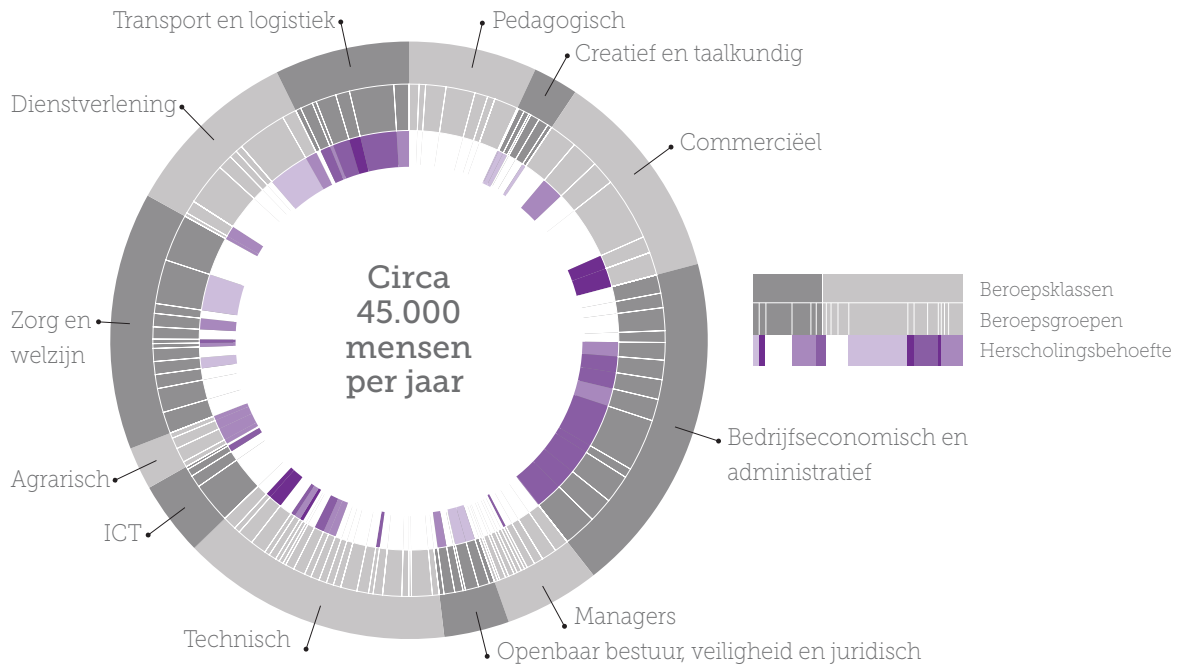 Transport en logistiek
Pedagogisch
Creatief en taalkundig
Dienstverlening
Commerciëel
Circa
45.000
mensen
per jaar
Beroepsklassen
Beroepsgroepen
Herscholingsbehoefte
Zorg en
welzijn
Bedrijfseconomisch en
administratief
Agrarisch
ICT
Managers
Technisch
Openbaar bestuur, veiligheid en juridisch